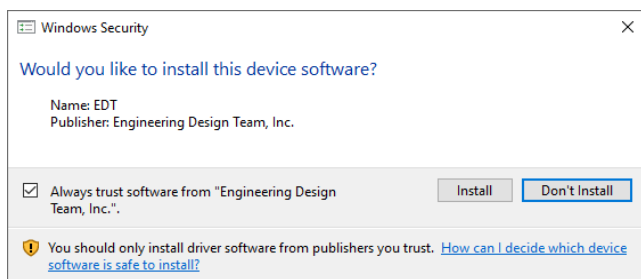 Windows Security
Would you like to install this device software?
Name: EDT
Publisher: Engineering Design Team, Inc.
Always trust software from "Engineering Design
Team, Inc.".
Install
Don't Install
You should only install driver software from publishers you trust. How can I decide which device
software is safe to install?